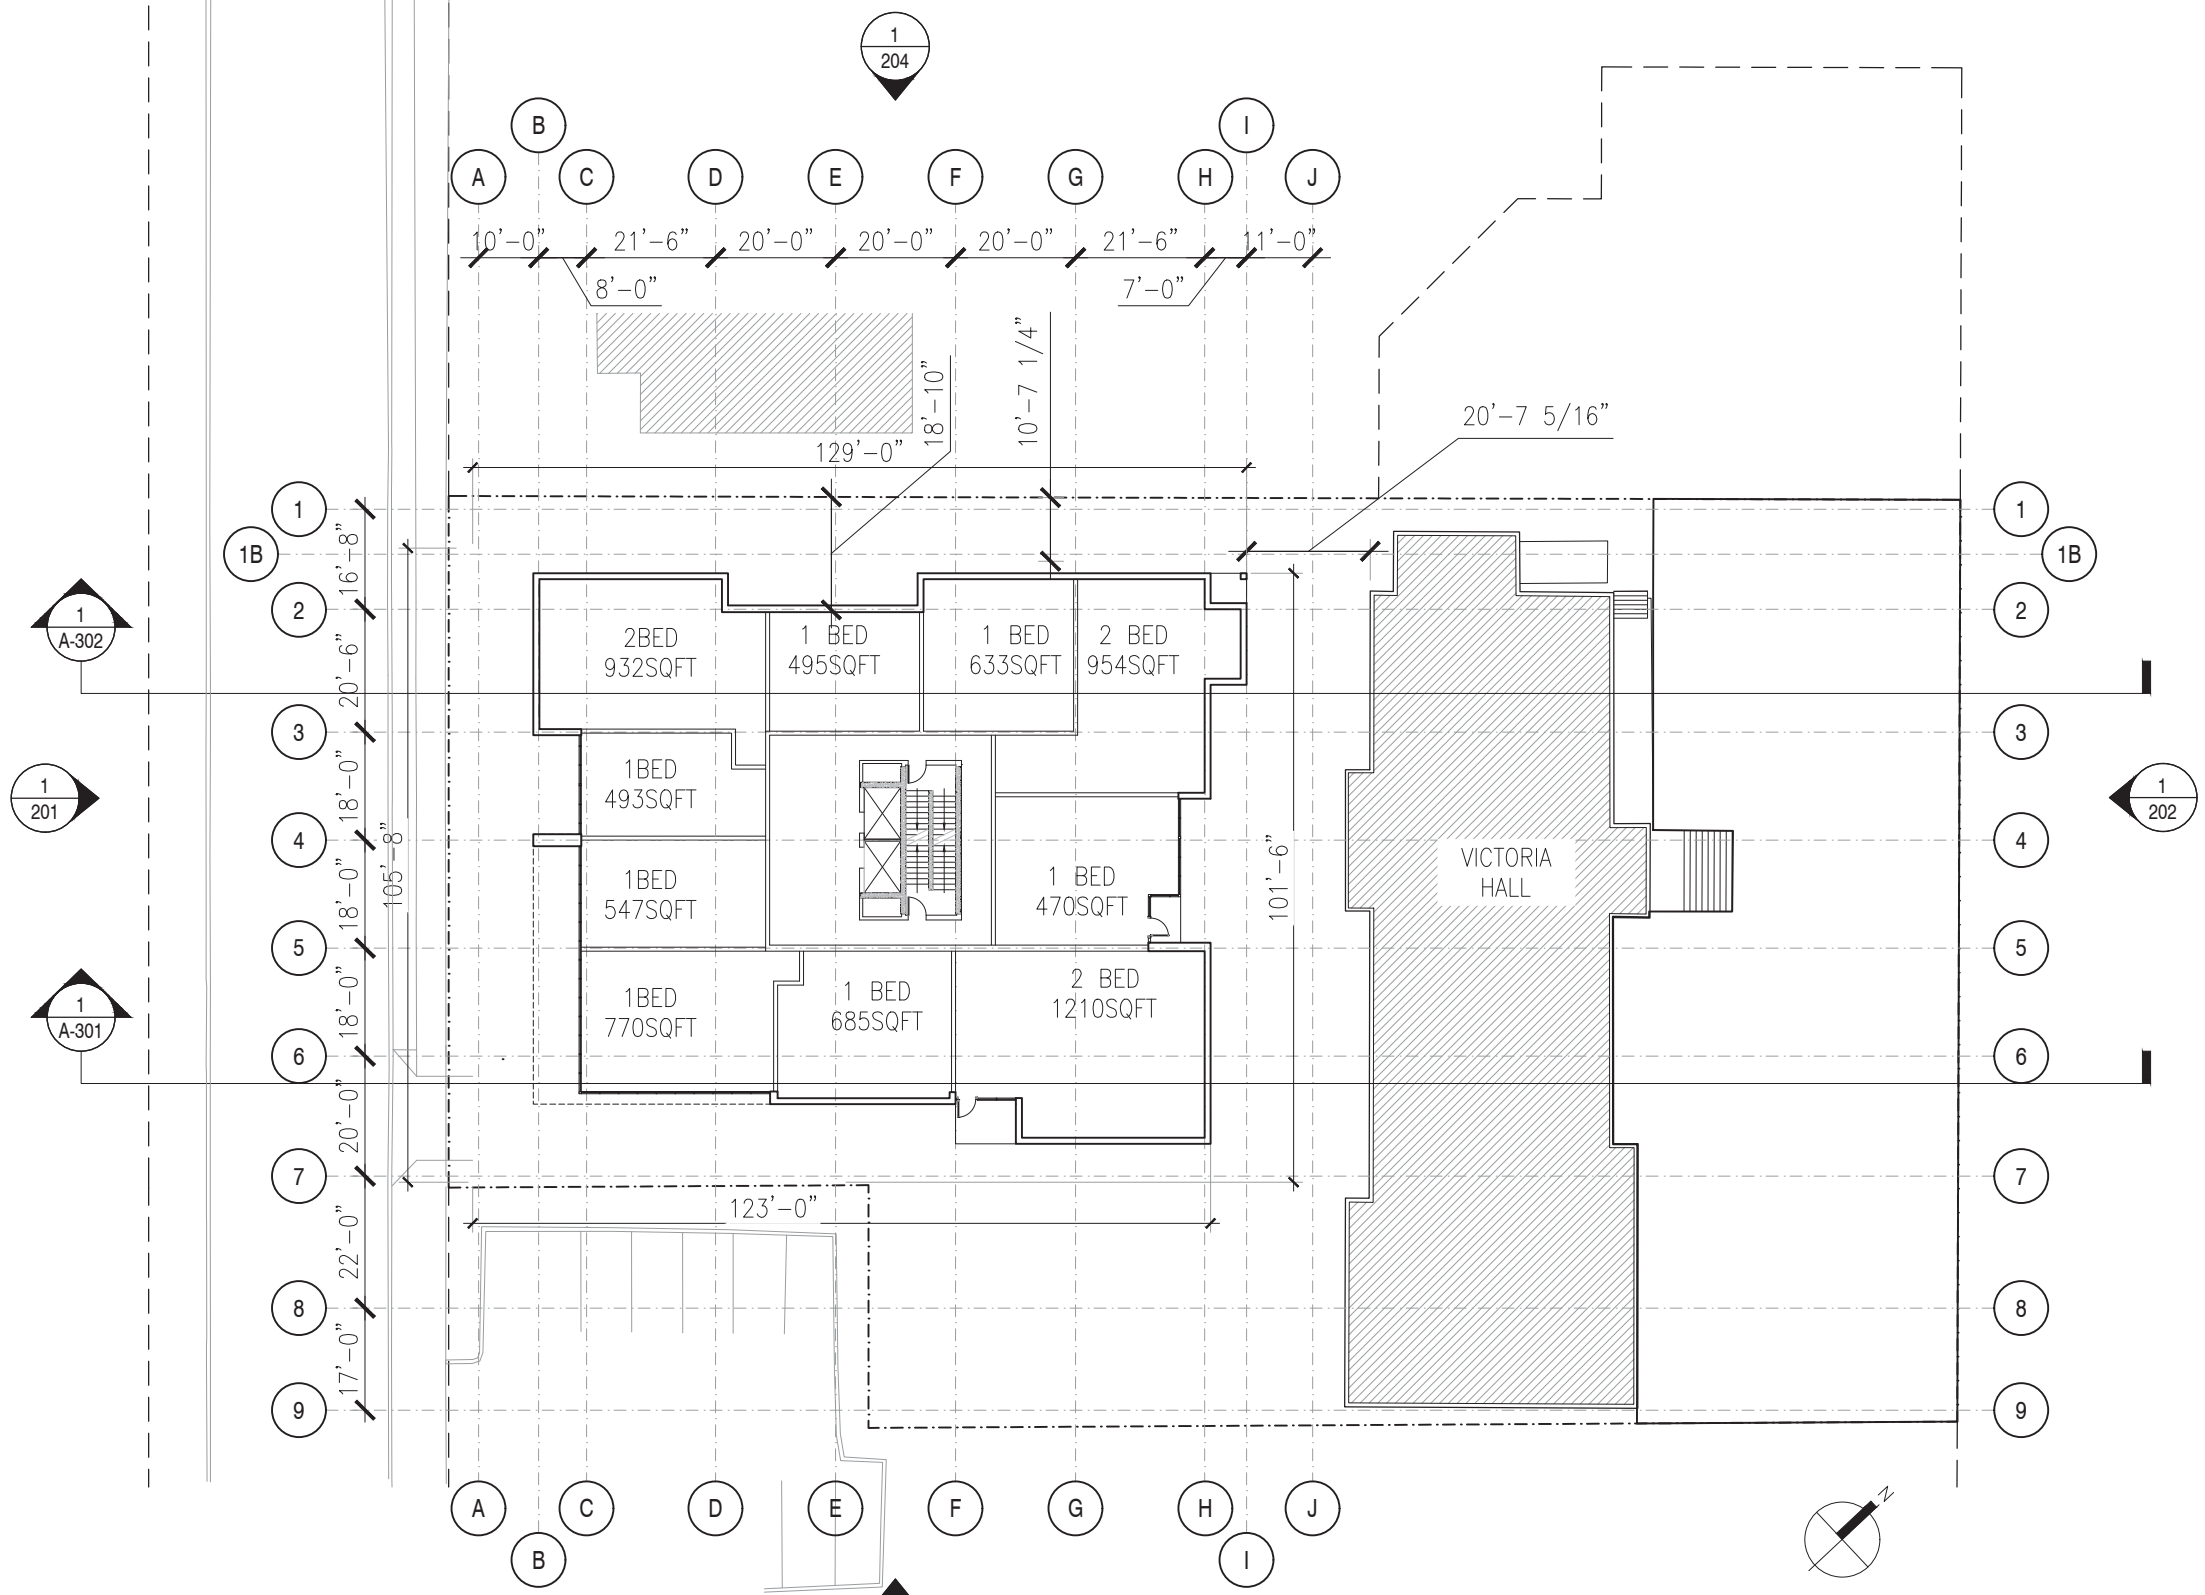 1
204
B
I
A
C
D
E
F
G
H
J
10'-0"
21'-6"
20'-0"
20'-0"
20'-0"
21'-6"
11'-0"
8'-0"
7'-0"
18'-10"
10'-7 1/4"
20'-7 5/16"
129'-0"
1
1
1B
1B
16'-8"
2
2
1
A-302
2BED
932SQFT
1 BED
495SQFT
1 BED
633SQFT
2 BED
954SQFT
20'-6"
3
3
1
201
18'-0"
1BED
493SQFT
1
202
4
4
105'-8"
101'-6"
VICTORIA
HALL
18'-0"
1BED
547SQFT
1 BED
470SQFT
5
5
1
A-301
18'-0"
1BED
770SQFT
1 BED
685SQFT
2 BED
1210SQFT
6
6
20'-0"
7
7
123'-0"
22'-0"
8
8
17'-0"
9
9
A
C
D
E
F
G
H
J
B
I
N